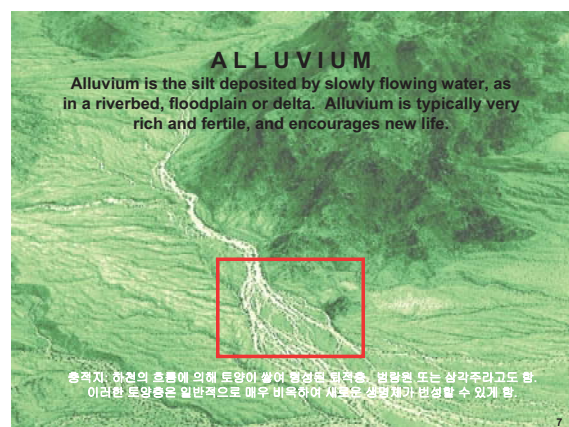 ALLUVIUM
Alluvium is the silt deposited by slowly flowing water, as
in a riverbed, floodplain or delta. Alluvium is typically very
rich and fertile, and encourages new life.
충적지: 하천의 흐름에 의해 토양이 쌓여 형성된 퇴적층. 범람원 또는 삼각주라고도 함.
이러한 토양층은 일반적으로 매우 비옥하여 새로운 생명체가 번성할 수 있게 함.
7